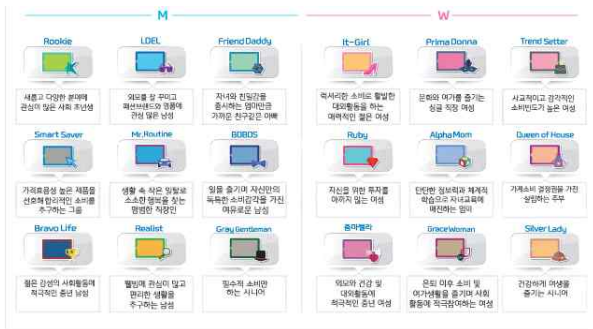 M
W
Rookie
LDEL
Friend Daddy
It-Girl
Prima Donna
Trend Setter
새롭고 다양한 분야에
관심이 많은 사회 초년생
외모를 잘 꾸미고
패션브랜드와 명품에
관심 많은 남성
자녀와 친밀감을
중시하는 엄마만큼
가까운 친구같은 아빠
럭셔리한 소비로 활발한
대외활동을 하는
매력적인 젊은 여성
문화와 여가를 즐기는
싱글 직장 여성
사교적이고 감각적인
소비빈도가 높은 여성
Smart Saver
Mr.Routine
BOBOS
Ruby
AlphaMom
Queen of House
가격효용성 높은 제품을
선호해 합리적인 소비를
추구하는 그룹
생활 속 작은 일탈로
소소한 행복을 찾는
평범한 직장인
일을 즐기며 자신만의
독특한 소비감각을 가진
여유로운 남성
자신을 위한 투자를
아끼지 않는 여성
탄탄한 정보력과 체계적
학습으로 자녀교육에
매진하는 엄마
가계소비 결정권을 가진
살림하는 주부
Bravo Life
Realist
Gray Gentleman
줌마렐라
GraceWoman
Silver Lady
젊은 감성의 사회활동에
적극적인 중년 남성
웰빙에 관심이 많고
편리한 생활을
추구하는 남성
필수적 소비만
하는 시니어
외모와 건강 및
대외활동에
적극적인 중년 여성
은퇴 이후 소비 및
여가생활을 즐기며 사회
활동에 적극참여하는 여성
건강하게 여생을
즐기는 시니어